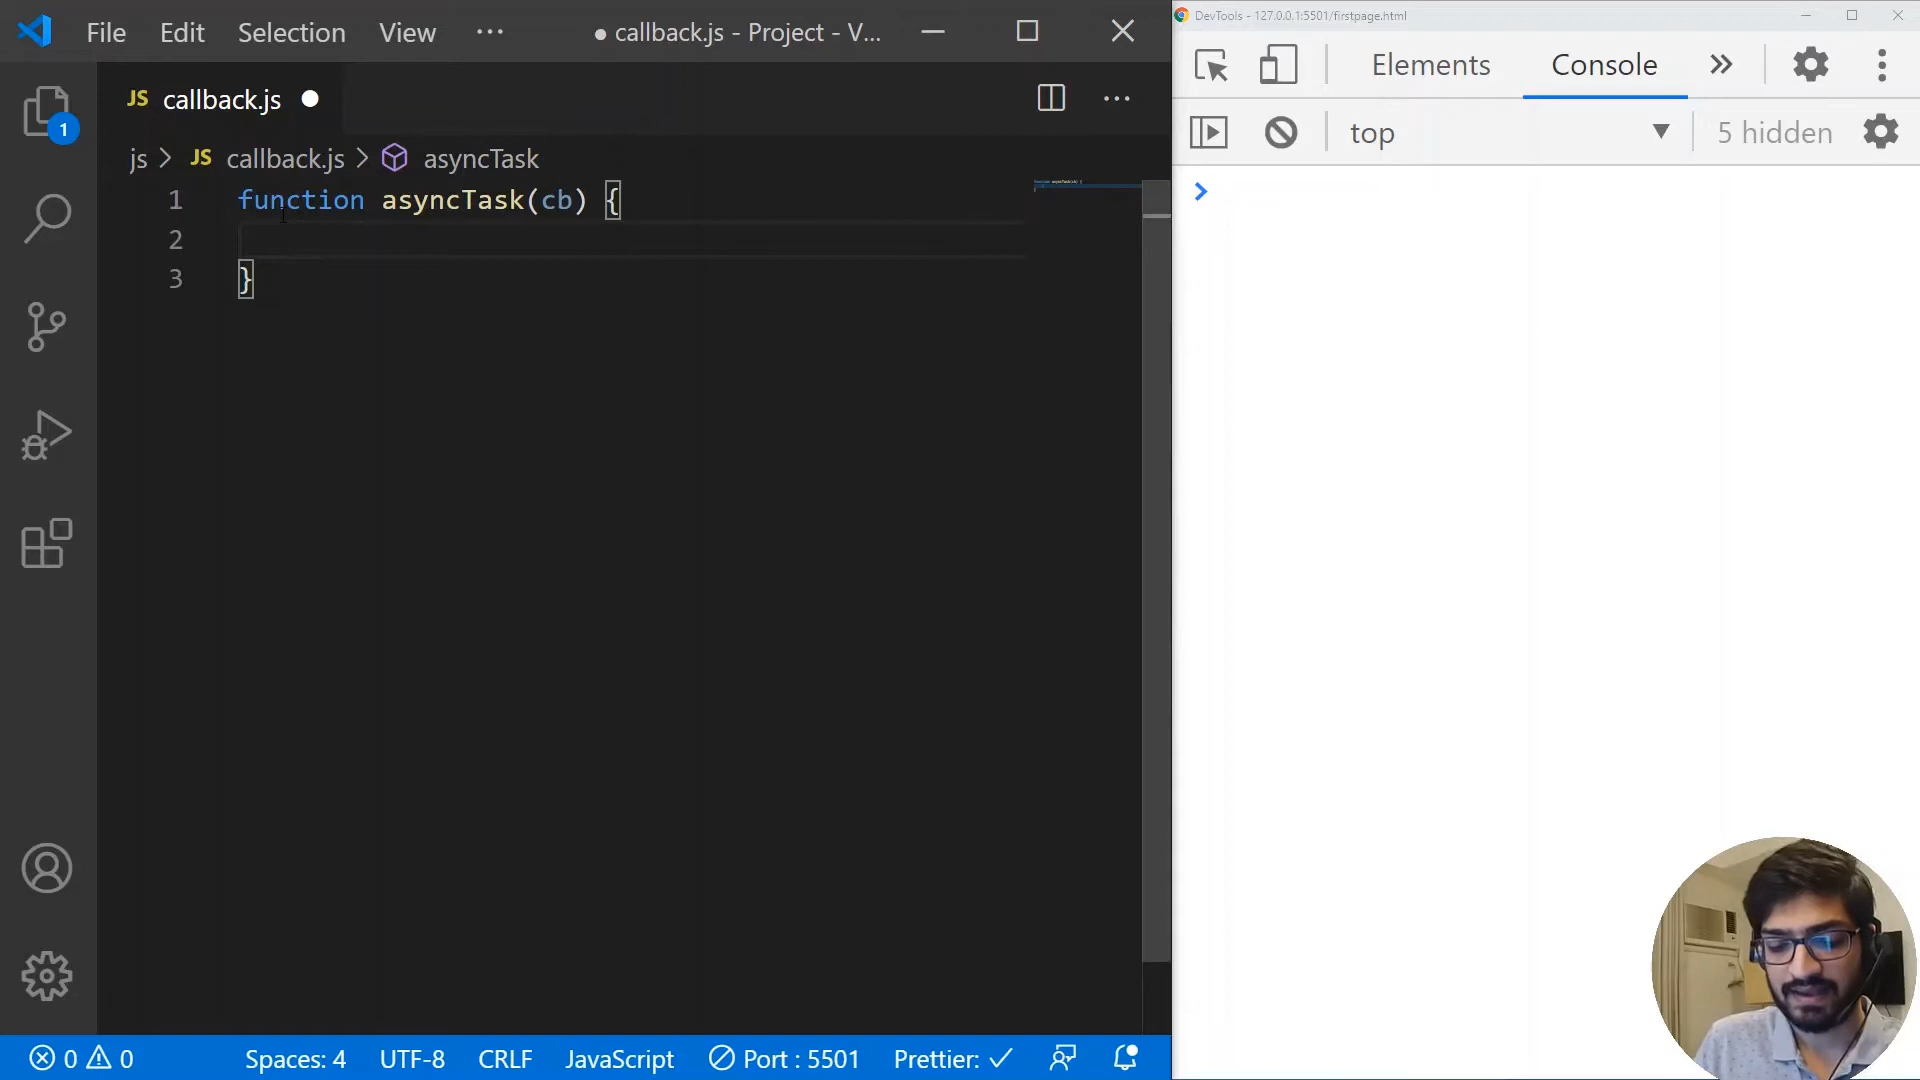 File Edit Selection View ··· ● callback.js - Project - V...
JS callback.js ●
1
js > JS callback.js > asyncTask
1 function asyncTask(cb) {
2
3 }
0 0 Spaces: 4 UTF-8 CRLF JavaScript Port : 5501 Prettier: ✓
DevTools - 127.0.0.1:5501/firstpage.html
Elements Console »
top ▼ 5 hidden
>